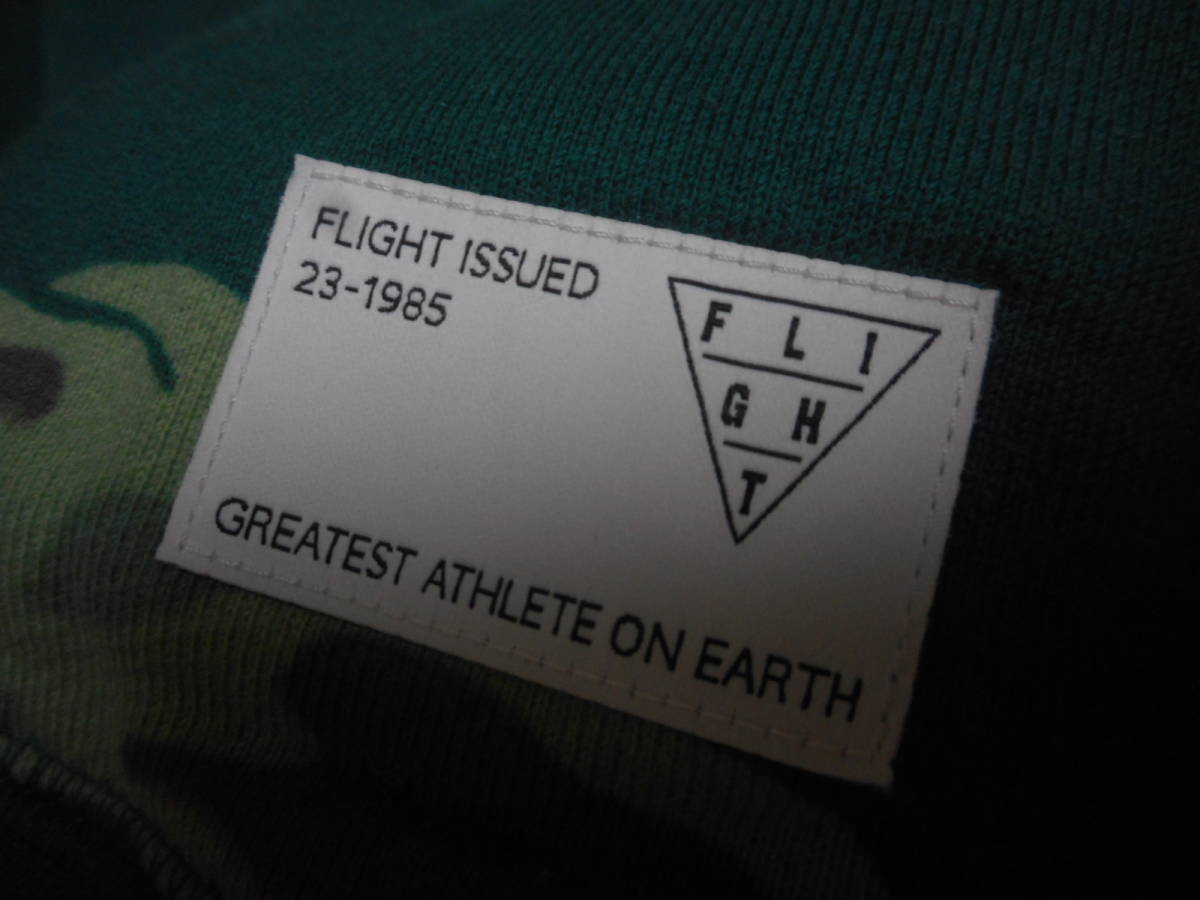 FLIGHT ISSUED
23-1985
F L I
G H
T
GREATEST ATHLETE ON EARTH